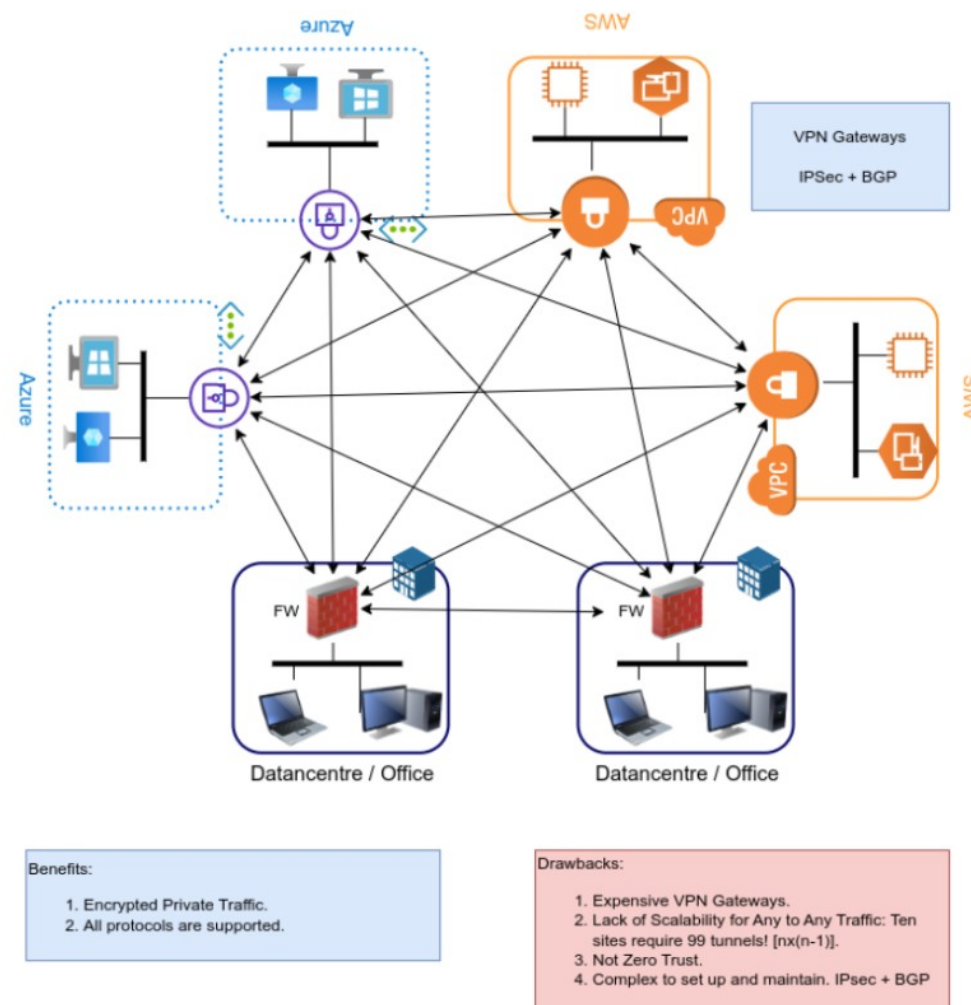 Azure
AWS
VPN Gateways
IPSec + BGP
VPC
Azure
AWS
VPC
FW
FW
Datancentre / Office
Datancentre / Office
Benefits:
1. Encrypted Private Traffic.
2. All protocols are supported.
Drawbacks:
1. Expensive VPN Gateways.
2. Lack of Scalability for Any to Any Traffic: Ten
sites require 99 tunnels! [nx(n-1)].
3. Not Zero Trust.
4. Complex to set up and maintain. IPsec + BGP